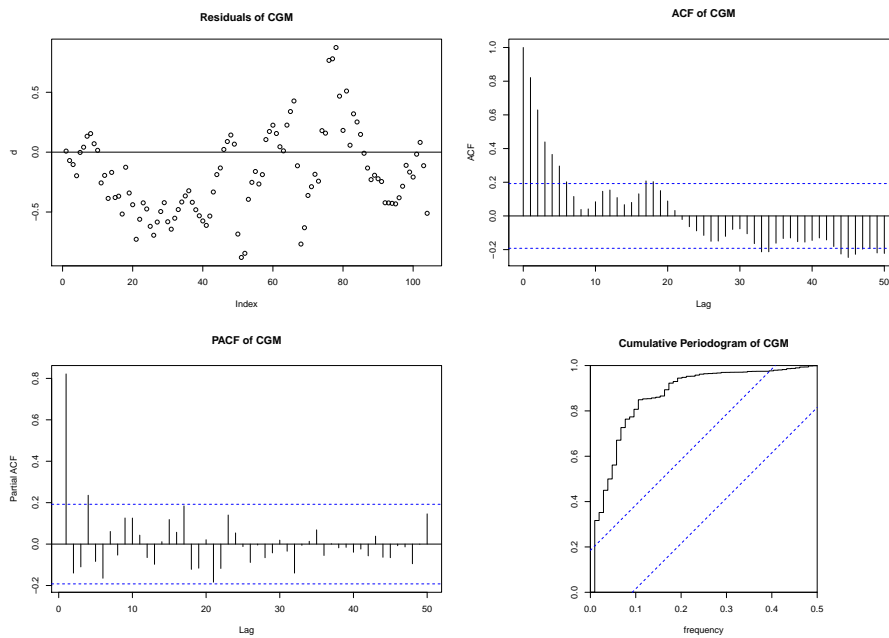 Residuals of CGM
d
0.5
0.0
-0.5
0 20 40 60 80 100
Index
ACF of CGM
ACF
1.0
0.8
0.6
0.4
0.2
0.0
-0.2
0 10 20 30 40 50
Lag
PACF of CGM
Partial ACF
0.8
0.6
0.4
0.2
0.0
-0.2
0 10 20 30 40 50
Lag
Cumulative Periodogram of CGM
1.0
0.8
0.6
0.4
0.2
0.0
0.0 0.1 0.2 0.3 0.4 0.5
frequency